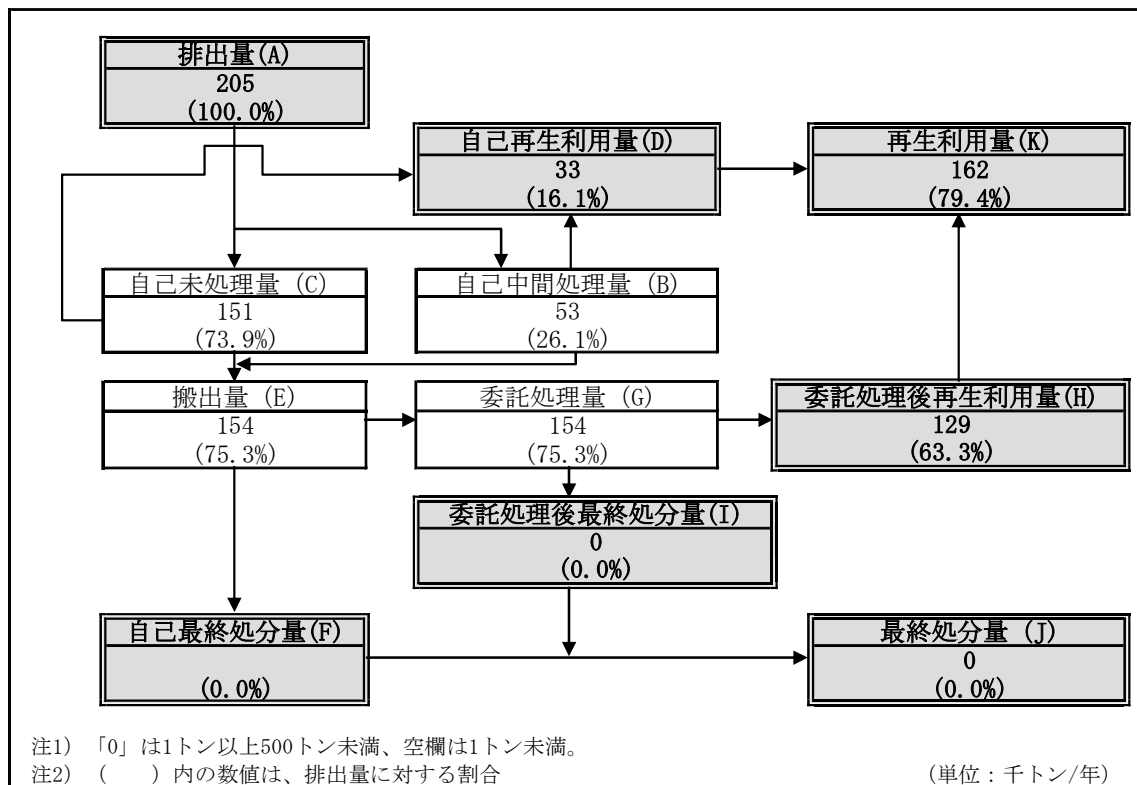 排出量(A)
205
(100.0%)
自己再生利用量(D)
33
(16.1%)
再生利用量(K)
162
(79.4%)
自己未処理量 (C)
151
(73.9%)
自己中間処理量 (B)
53
(26.1%)
搬出量 (E)
154
(75.3%)
委託処理量 (G)
154
(75.3%)
委託処理後再生利用量(H)
129
(63.3%)
委託処理後最終処分量(I)
0
(0.0%)
自己最終処分量(F)
(0.0%)
最終処分量 (J)
0
(0.0%)
注1) 「0」は1トン以上500トン未満、空欄は1トン未満。
注2) (　　)内の数値は、排出量に対する割合
(単位：千トン/年)